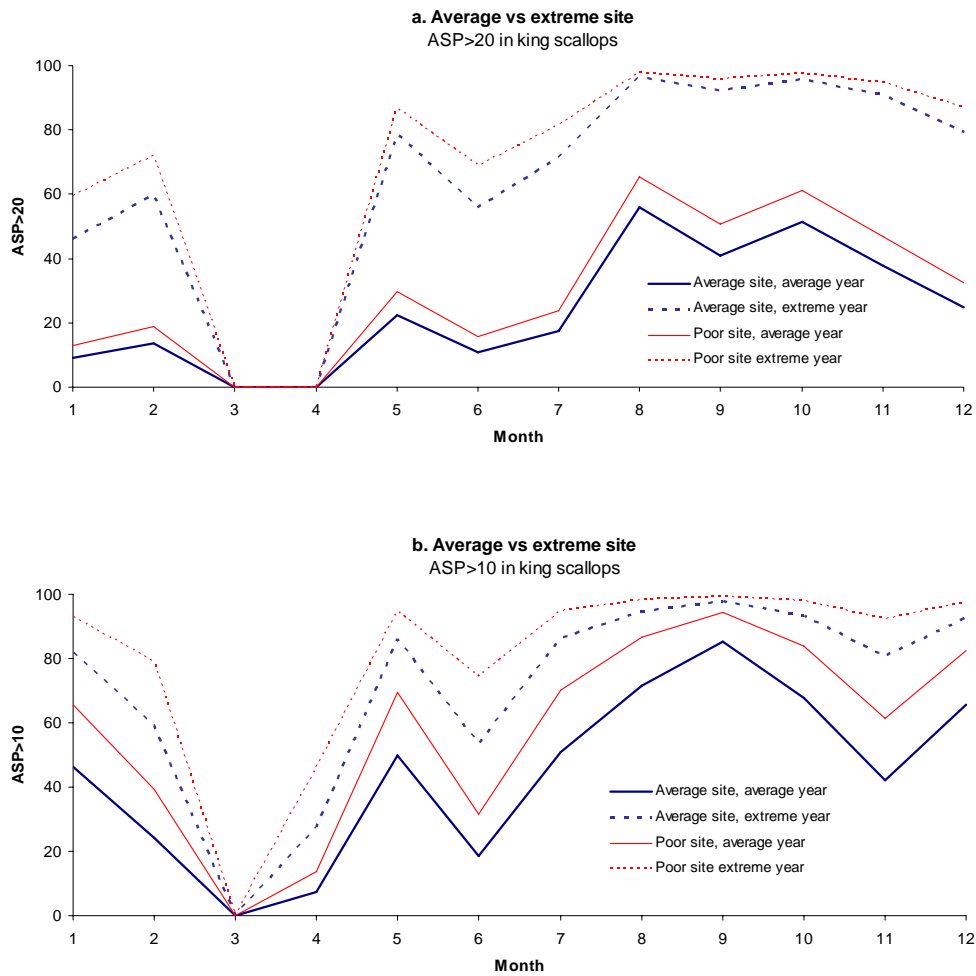 a. Average vs extreme site
ASP>20 in king scallops
100
80
60
40
20
0
ASP>20
Average site, average year
Average site, extreme year
Poor site, average year
Poor site extreme year
1 2 3 4 5 6 7 8 9 10 11 12
Month
b. Average vs extreme site
ASP>10 in king scallops
100
80
60
40
20
0
ASP>10
Average site, average year
Average site, extreme year
Poor site, average year
Poor site extreme year
1 2 3 4 5 6 7 8 9 10 11 12
Month